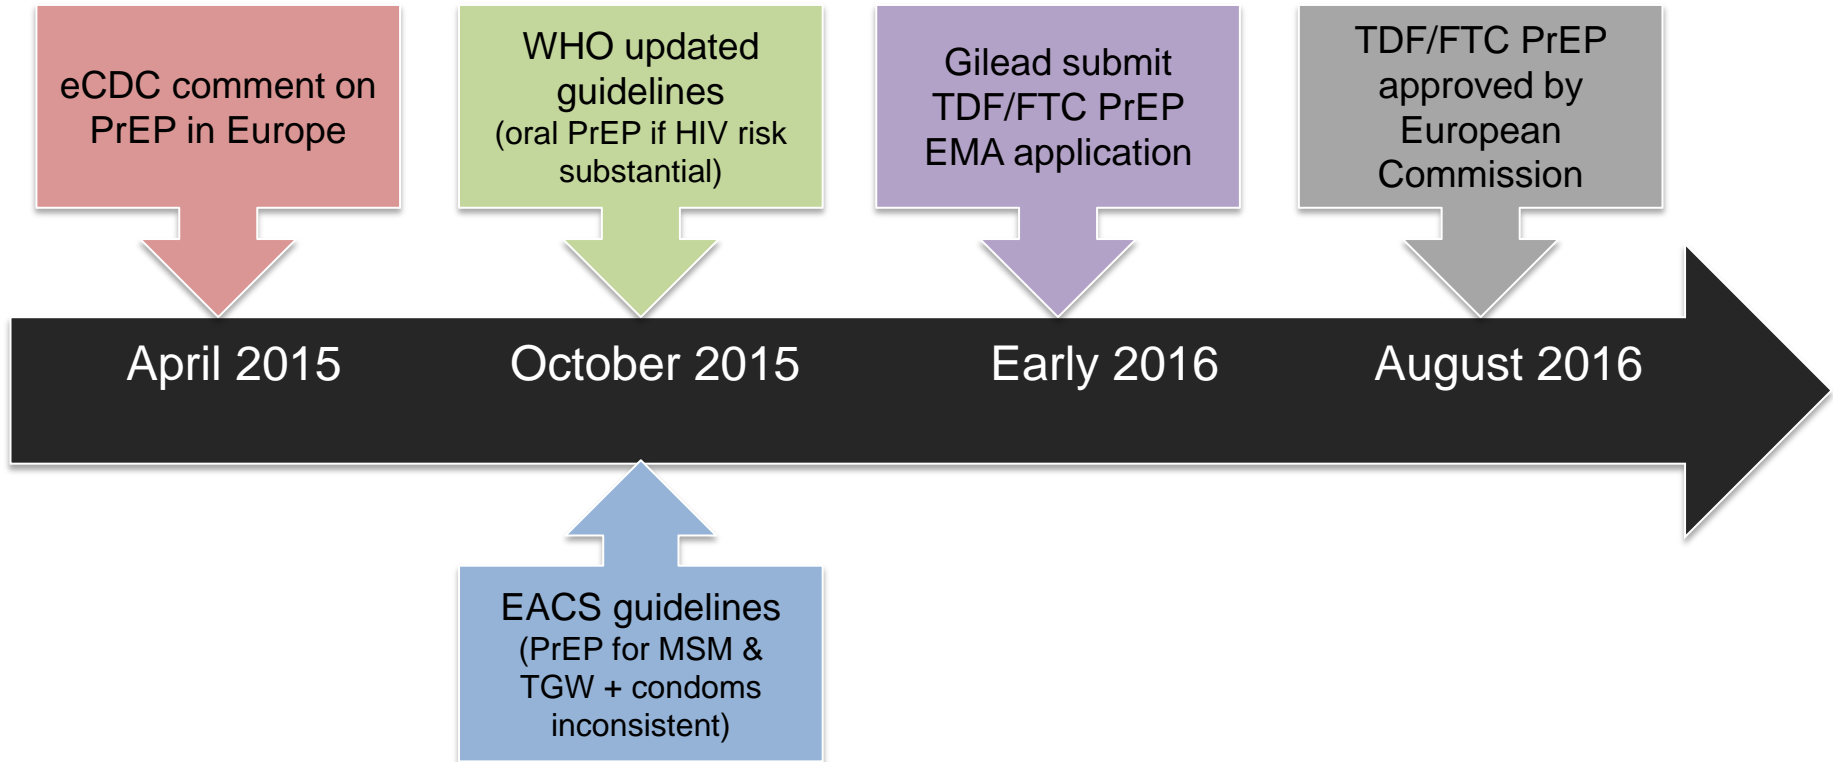 eCDC comment on
PrEP in Europe
WHO updated
guidelines
(oral PrEP if HIV risk
substantial)
Gilead submit
TDF/FTC PrEP
EMA application
TDF/FTC PrEP
approved by
European
Commission
April 2015
October 2015
Early 2016
August 2016
EACS guidelines
(PrEP for MSM &
TGW + condoms
inconsistent)